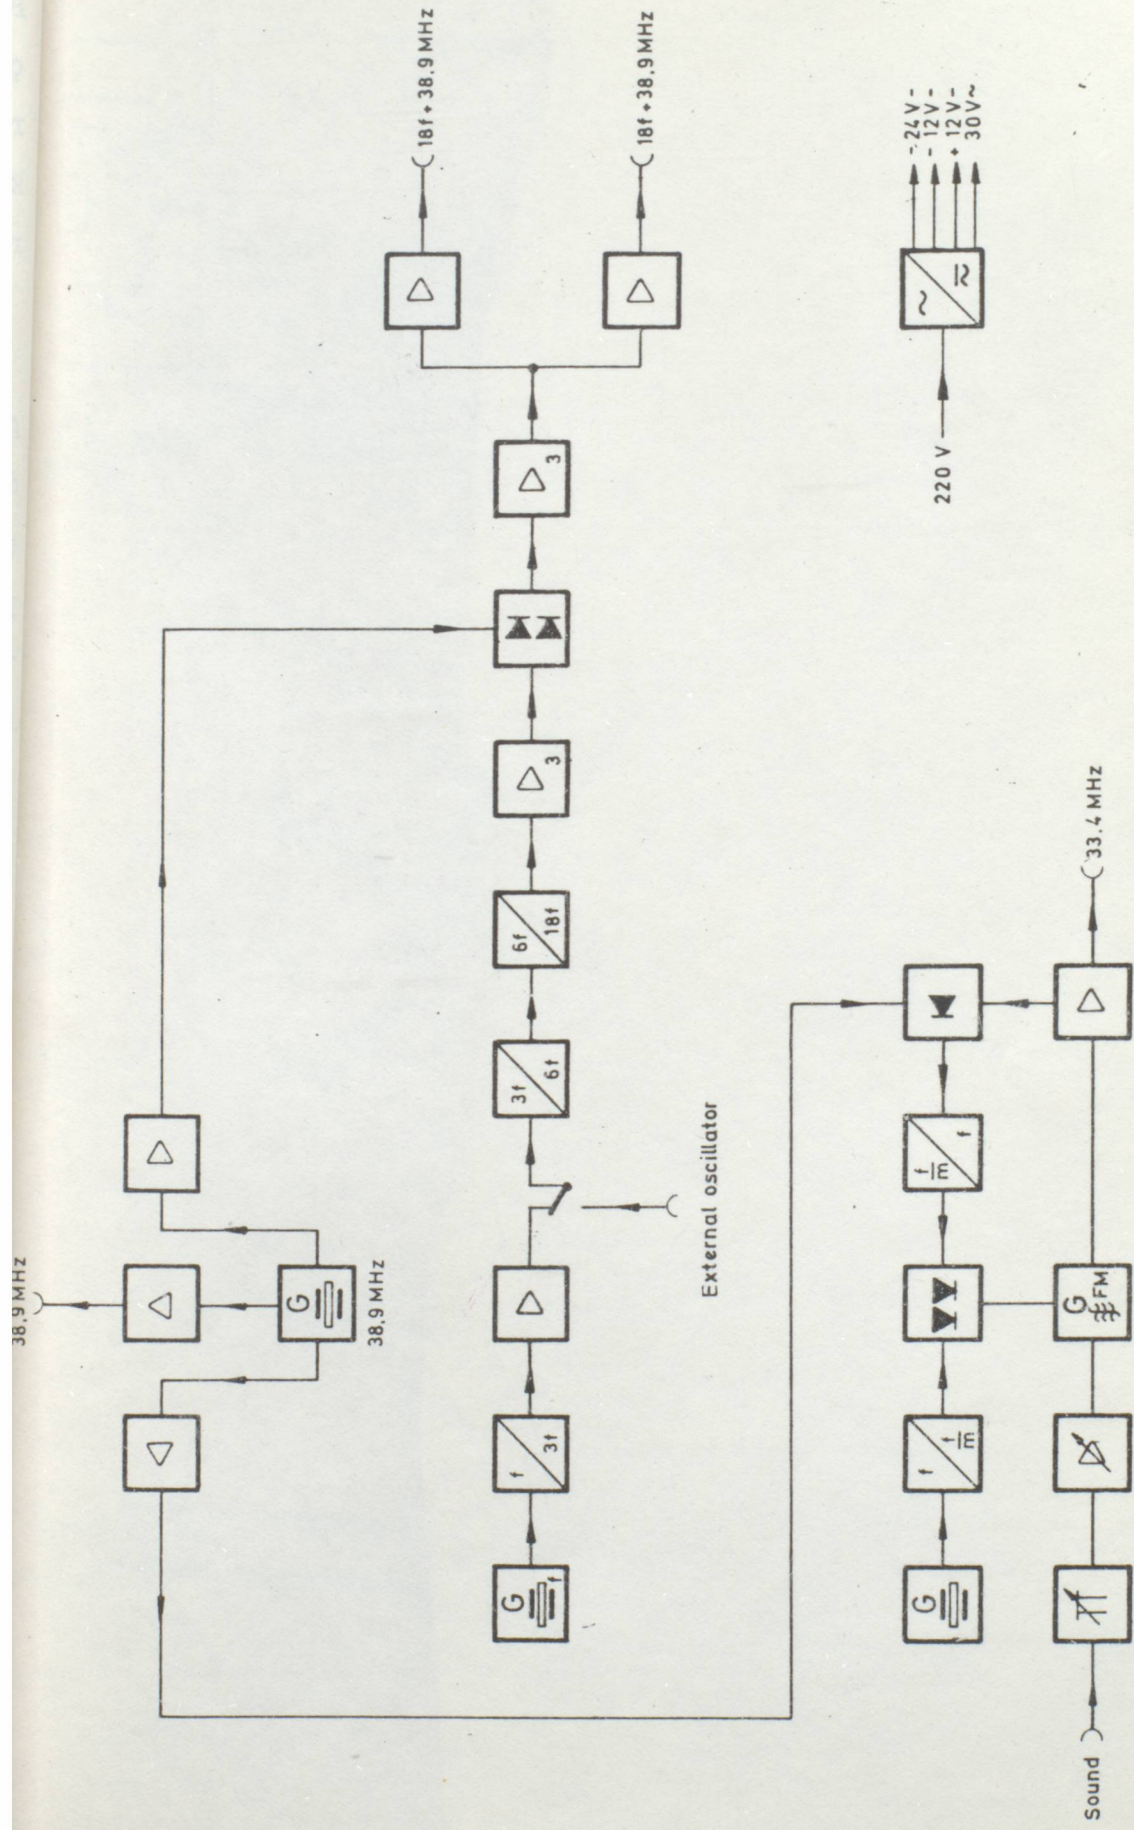 18f + 38.9 MHz
18f + 38,9 MHz
- 24 V -
- 12 V -
+ 12 V -
30 V ~
~
220 V
3
3
6f
18f
3f
6f
38,9 MHz
G
38,9 MHz
External oscillator
f
3f
G
f
33.4 MHz
f/m
f
G
FM
f
f/m
G
Sound